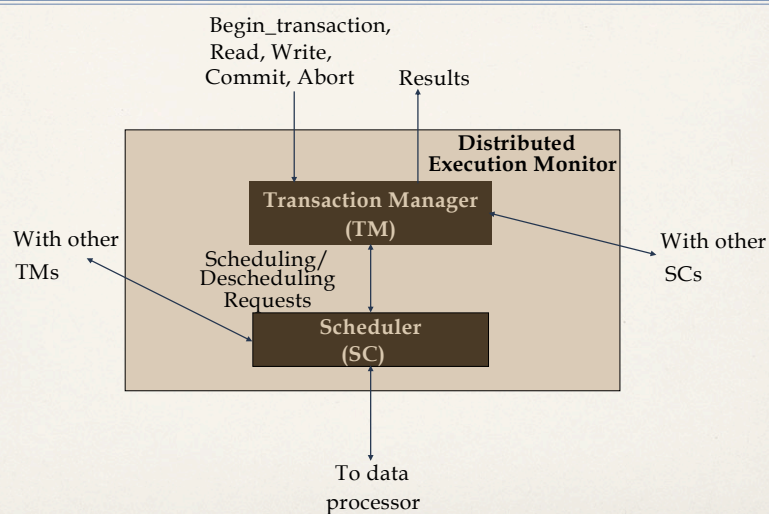 Begin_transaction,
Read, Write,
Commit, Abort
Results
Distributed
Execution Monitor
Transaction Manager
(TM)
With other
TMs
With other
SCs
Scheduling/
Descheduling
Requests
Scheduler
(SC)
To data
processor